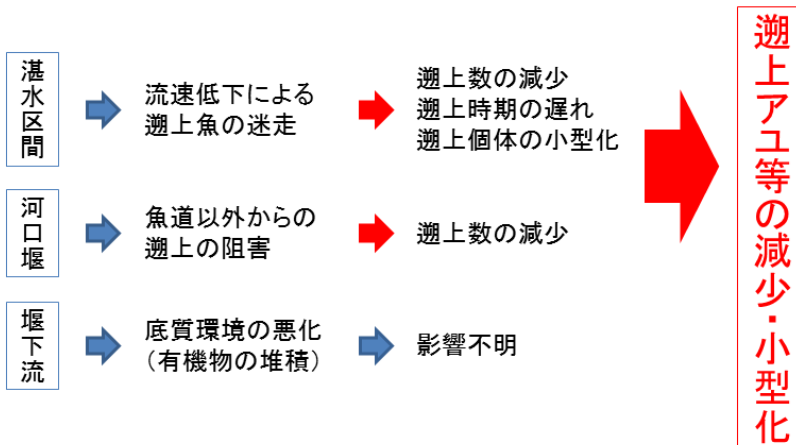 湛水区間
流速低下による
遡上魚の迷走
遡上数の減少
遡上時期の遅れ
遡上個体の小型化
河口堰
魚道以外からの
遡上の阻害
遡上数の減少
堰下流
底質環境の悪化
（有機物の堆積）
影響不明
遡上アユ等の減少・小型化